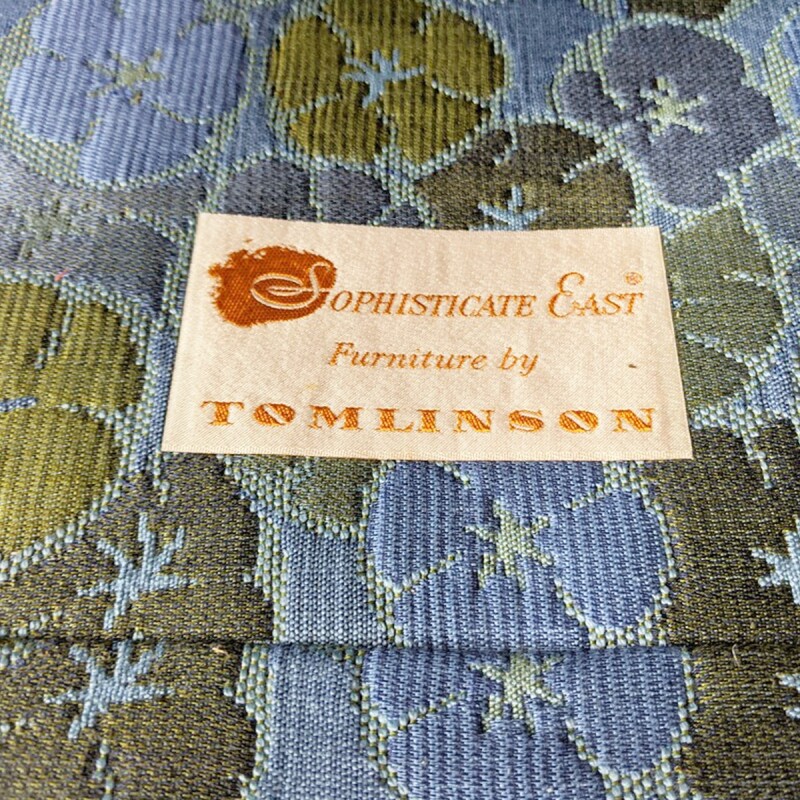 SOPHISTICATE EAST®
Furniture by
TOMLINSON